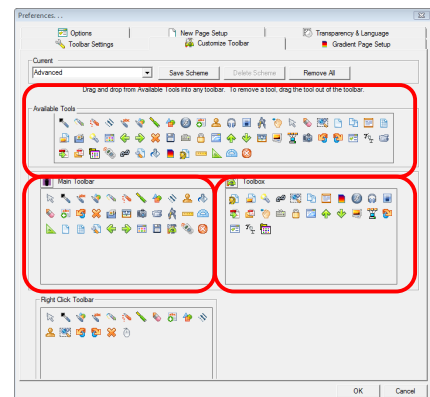 Preferences. . .
Options
New Page Setup
Transparency & Language
Toolbar Settings
Customize Toolbar
Gradient Page Setup
Current
Advanced
Save Scheme
Delete Scheme
Remove All
Drag and drop from Available Tools into any toolbar. To remove a tool, drag the tool out of the toolbar.
Available Tools
Main Toolbar
Toolbox
Right Click Toolbar
OK
Cancel